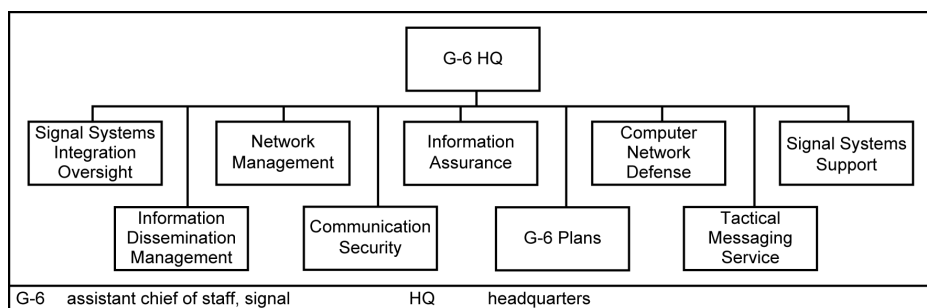 G-6 HQ
Signal Systems
Integration
Oversight
Network
Management
Information
Assurance
Computer
Network
Defense
Signal Systems
Support
Information
Dissemination
Management
Communication
Security
G-6 Plans
Tactical
Messaging
Service
G-6 assistant chief of staff, signal HQ headquarters